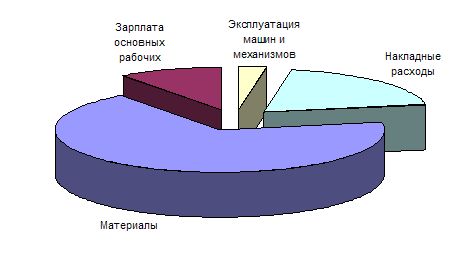 Зарплата
основных
рабочих
Эксплуатация
машин и
механизмов
Накладные
расходы
Материалы